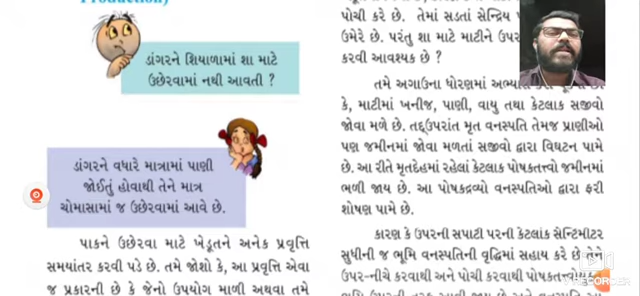 Production)
ડાંગરને શિયાળામાં શા માટે
ઉછેરવામાં નથી આવતી ?
ડાંગરને વધારે માત્રામાં પાણી
જોઈતું હોવાથી તેને માત્ર
ચોમાસામાં જ ઉછેરવામાં આવે છે.
પાકને ઉછેરવા માટે ખેડૂતને અનેક પ્રવૃત્તિ
સમયાંતર કરવી પડે છે. તમે જોશો કે, આ પ્રવૃત્તિ એવા
જ પ્રકારની છે કે જેનો ઉપયોગ માળી અથવા તમે
પોચી કરે છે. તેમાં સડતાં સેન્દ્રિય
ઉમેરે છે. પરંતુ શા માટે માટીને ઉપર
કરવી આવશ્યક છે ?
તમે અગાઉના ધોરણમાં
કે, માટીમાં ખનીજ, પાણી, વાયુ તથા કેટલાક સજીવો
જોવા મળે છે. તદ્ઉપરાંત મૃત વનસ્પતિ તેમજ પ્રાણીઓ
પણ જમીનમાં જોવા મળતાં સજીવો દ્વારા વિઘટન પામે
છે. આ રીતે મૃતદેહમાં રહેલાં કેટલાક પોષકતત્ત્વો જમીનમાં
ભળી જાય છે. આ પોષકદ્રવ્યો વનસ્પતિઓ દ્વારા ફરી
શોષણ પામે છે.
કારણ કે ઉપરની સપાટી પરની કેટલાંક સેન્ટિમીટર
સુધીની જ ભૂમિ વનસ્પતિની વૃદ્ધિમાં સહાય કરે છે તેને
ઉપર-નીચે કરવાથી અને પોચી કરવાથી પોષકતત્ત્વો
RECORDER